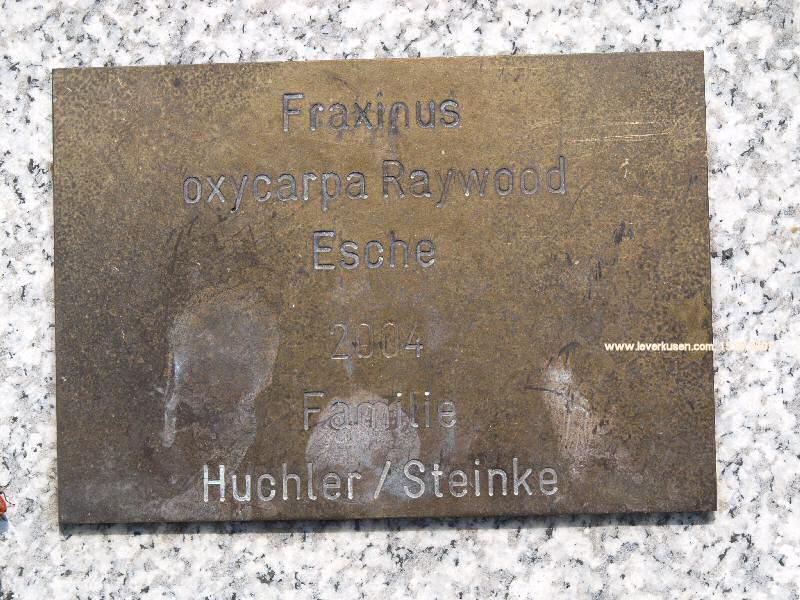 Fraxinus
oxycarpa Raywood
Esche
2004
Familie
Huchler / Steinke
www.leverkusen.com,